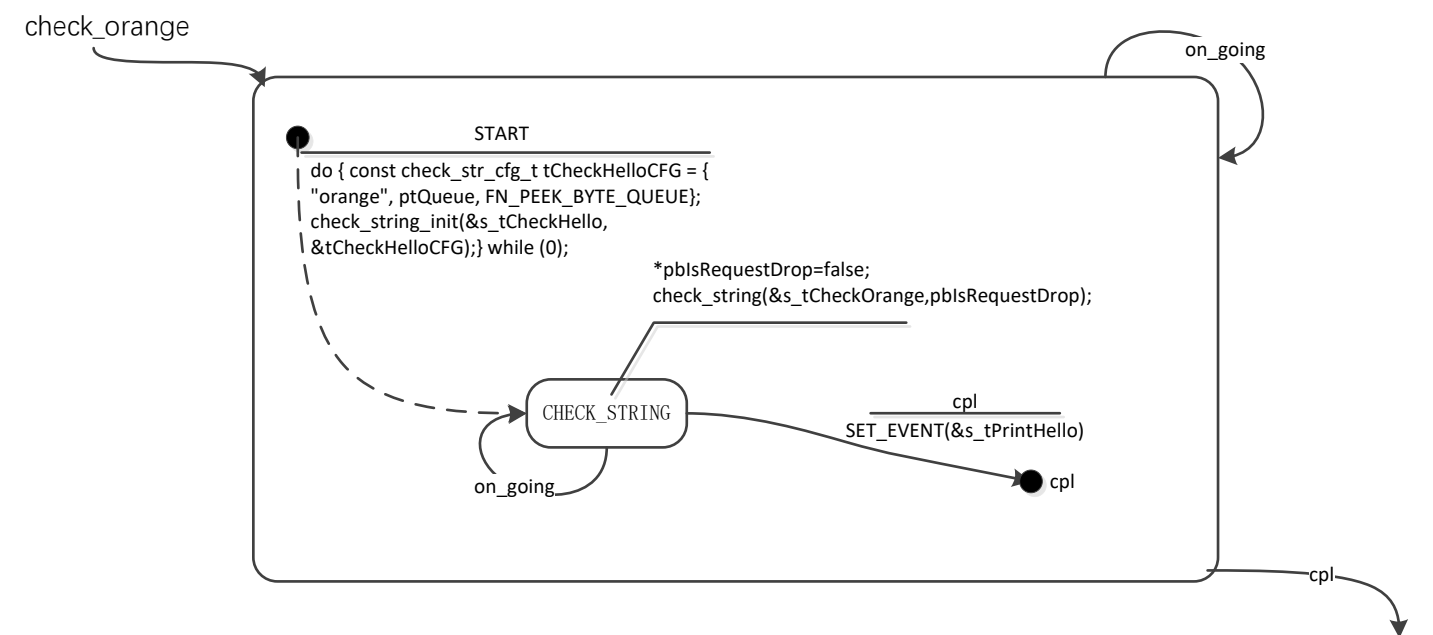 check_orange
on_going
START
do { const check_str_cfg_t tCheckHelloCFG = {
"orange", ptQueue, FN_PEEK_BYTE_QUEUE};
check_string_init(&s_tCheckHello,
&tCheckHelloCFG);} while (0);
*pbIsRequestDrop=false;
check_string(&s_tCheckOrange,pbIsRequestDrop);
CHECK_STRING
cpl
SET_EVENT(&s_tPrintHello)
cpl
on_going
cpl